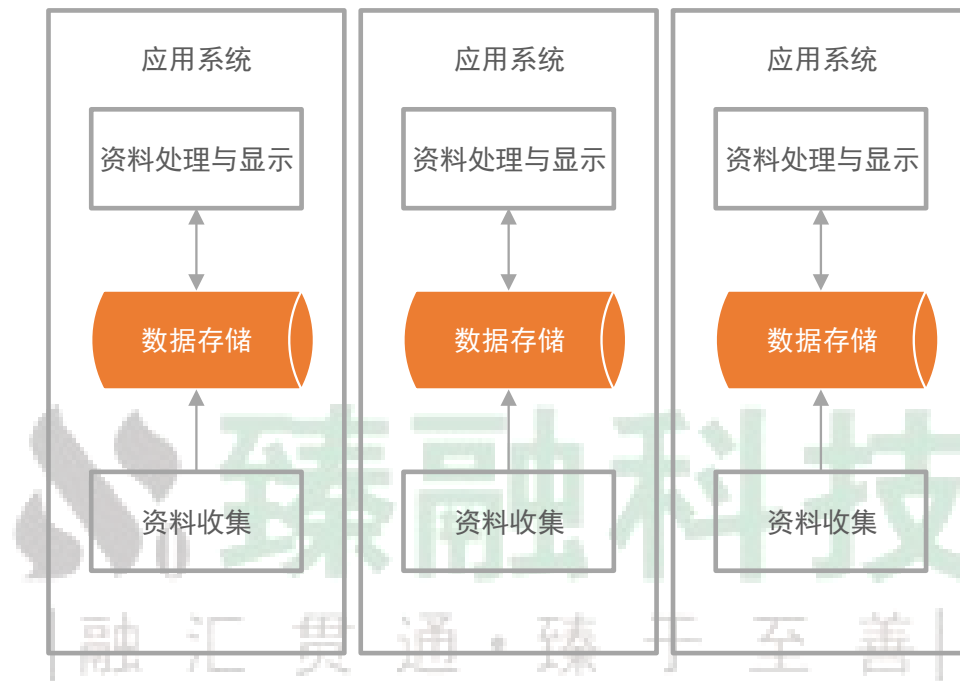 应用系统
资料处理与显示
数据存储
资料收集
应用系统
资料处理与显示
数据存储
资料收集
应用系统
资料处理与显示
数据存储
资料收集
臻融科技
融汇贯通·臻于至善